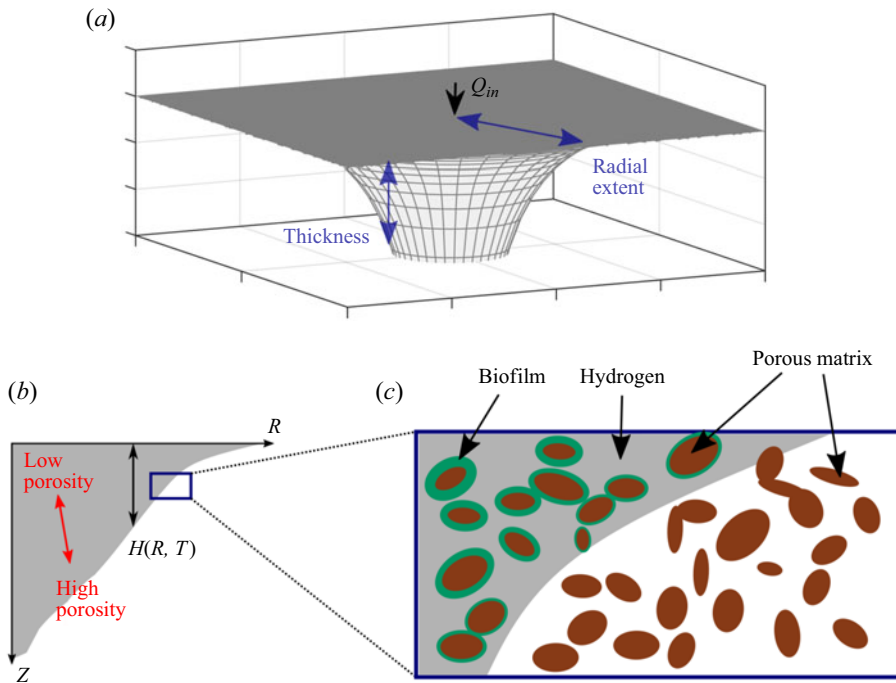 (a)
Q_in
Radial
extent
Thickness
(b)
R
Low
porosity
H(R, T)
High
porosity
Z
(c)
Biofilm
Hydrogen
Porous matrix